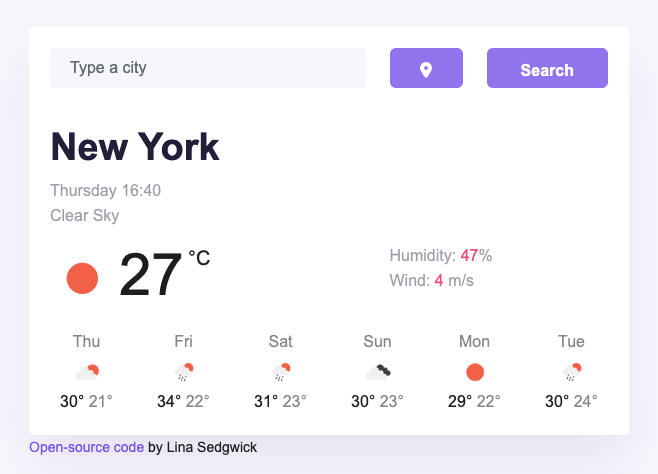 Type a city
Search
New York
Thursday 16:40
Clear Sky
27 °C
Humidity: 47%
Wind: 4 m/s
Thu Fri Sat Sun Mon Tue
30° 21° 34° 22° 31° 23° 30° 23° 29° 22° 30° 24°
Open-source code by Lina Sedgwick